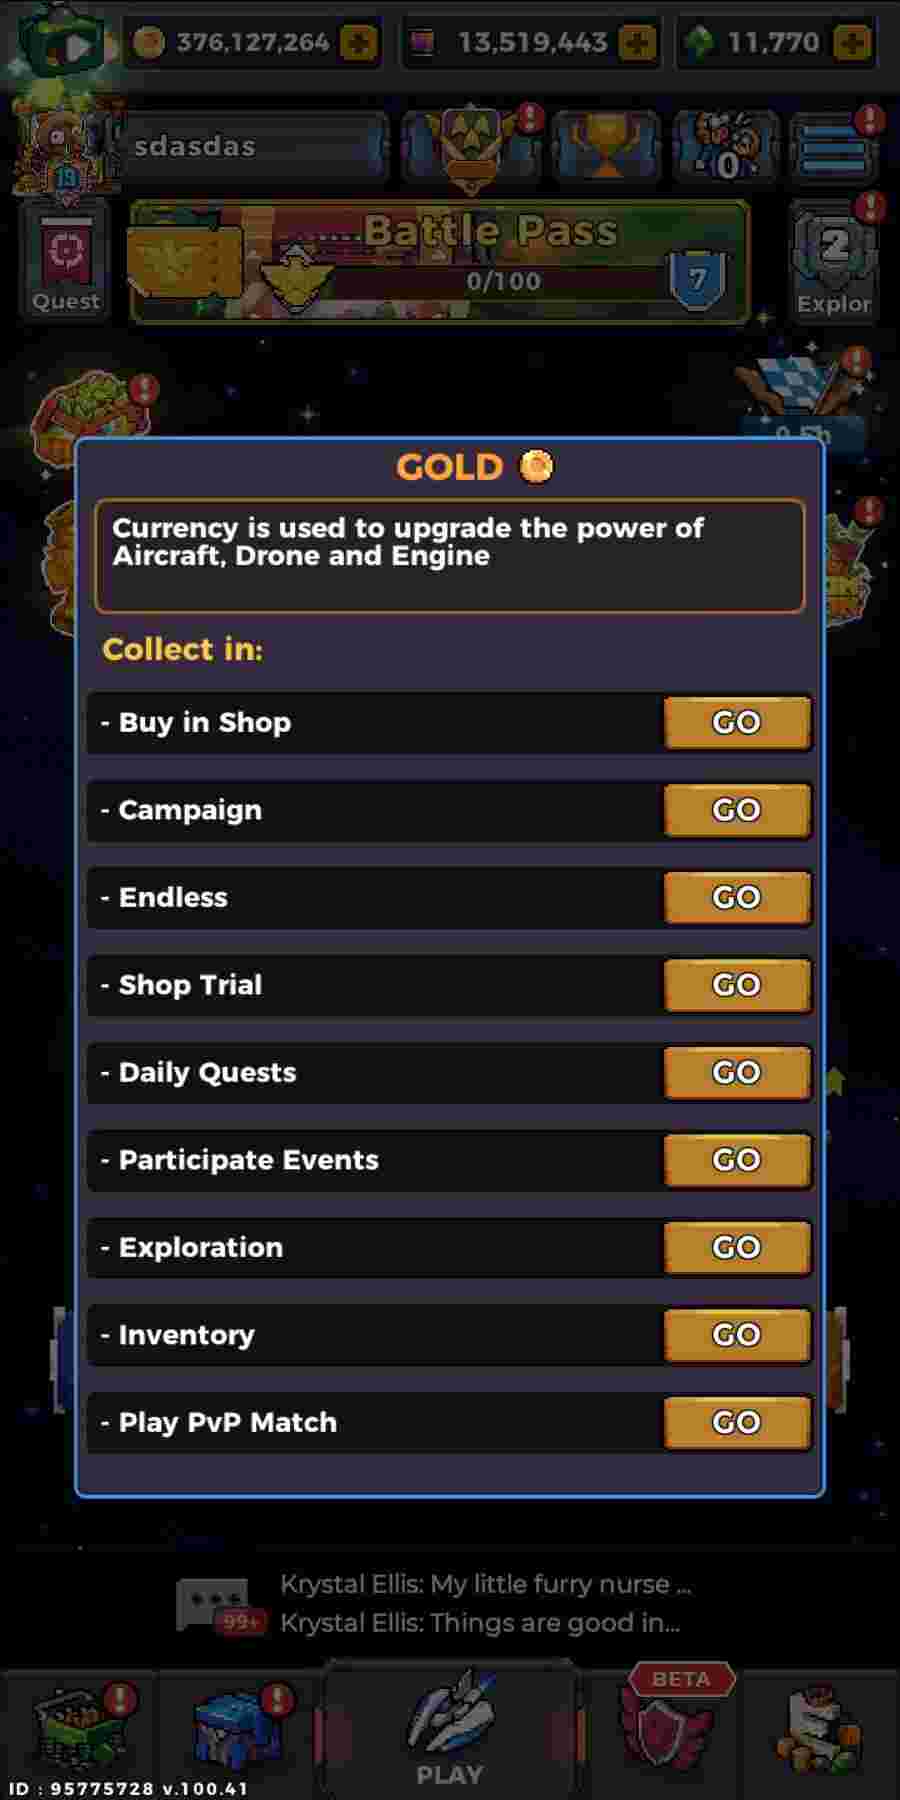 376,127,264
13,519,443
11,770
sdasdas
0
19
Quest
Battle Pass
0/100
7
2
Explor
GOLD
Currency is used to upgrade the power of
Aircraft, Drone and Engine
Collect in:
- Buy in Shop GO
- Campaign GO
- Endless GO
- Shop Trial GO
- Daily Quests GO
- Participate Events GO
- Exploration GO
- Inventory GO
- Play PvP Match GO
Krystal Ellis: My little furry nurse ...
99+
Krystal Ellis: Things are good in...
BETA
PLAY
ID : 95775728 v.100.41